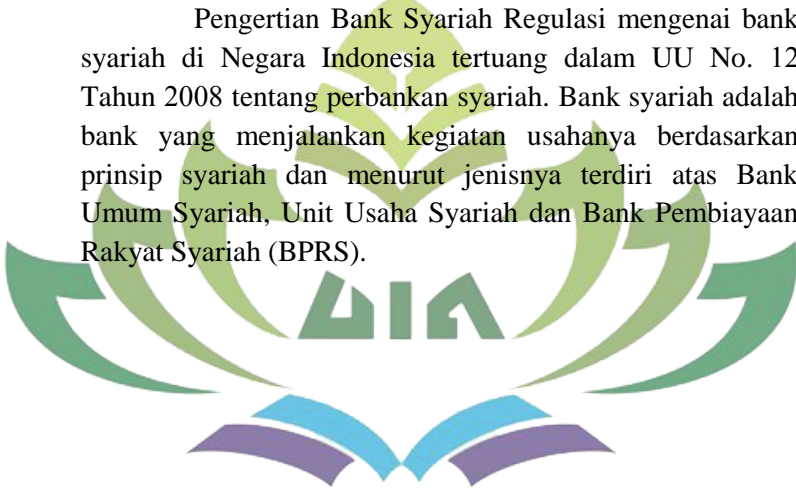 Pengertian Bank Syariah Regulasi mengenai bank
syariah di Negara Indonesia tertuang dalam UU No. 12
Tahun 2008 tentang perbankan syariah. Bank syariah adalah
bank yang menjalankan kegiatan usahanya berdasarkan
prinsip syariah dan menurut jenisnya terdiri atas Bank
Umum Syariah, Unit Usaha Syariah dan Bank Pembiayaan
Rakyat Syariah (BPRS).
UIN